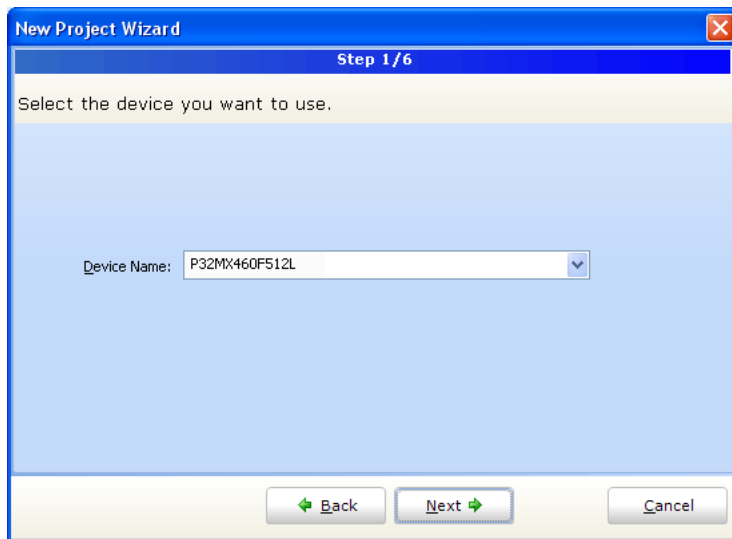 New Project Wizard
Step 1/6
Select the device you want to use.
Device Name: P32MX460F512L
Back Next Cancel